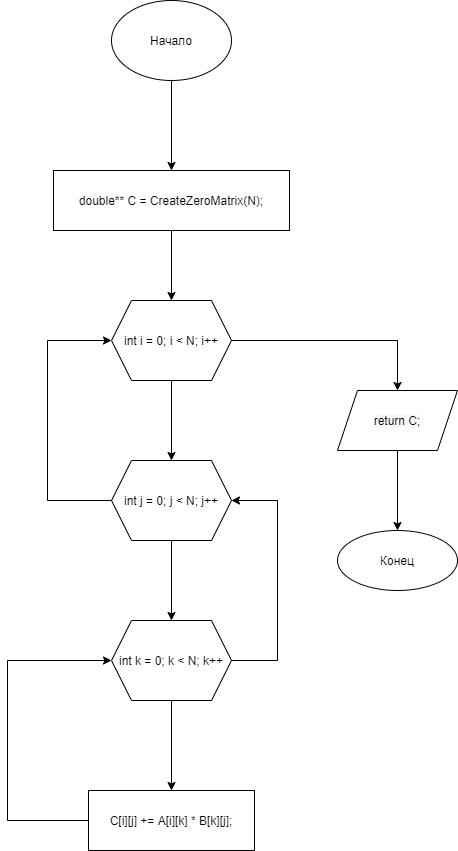 Начало
double** C = CreateZeroMatrix(N);
int i = 0; i < N; i++
return C;
int j = 0; j < N; j++
Конец
int k = 0; k < N; k++
C[i][j] += A[i][k] * B[k][j];